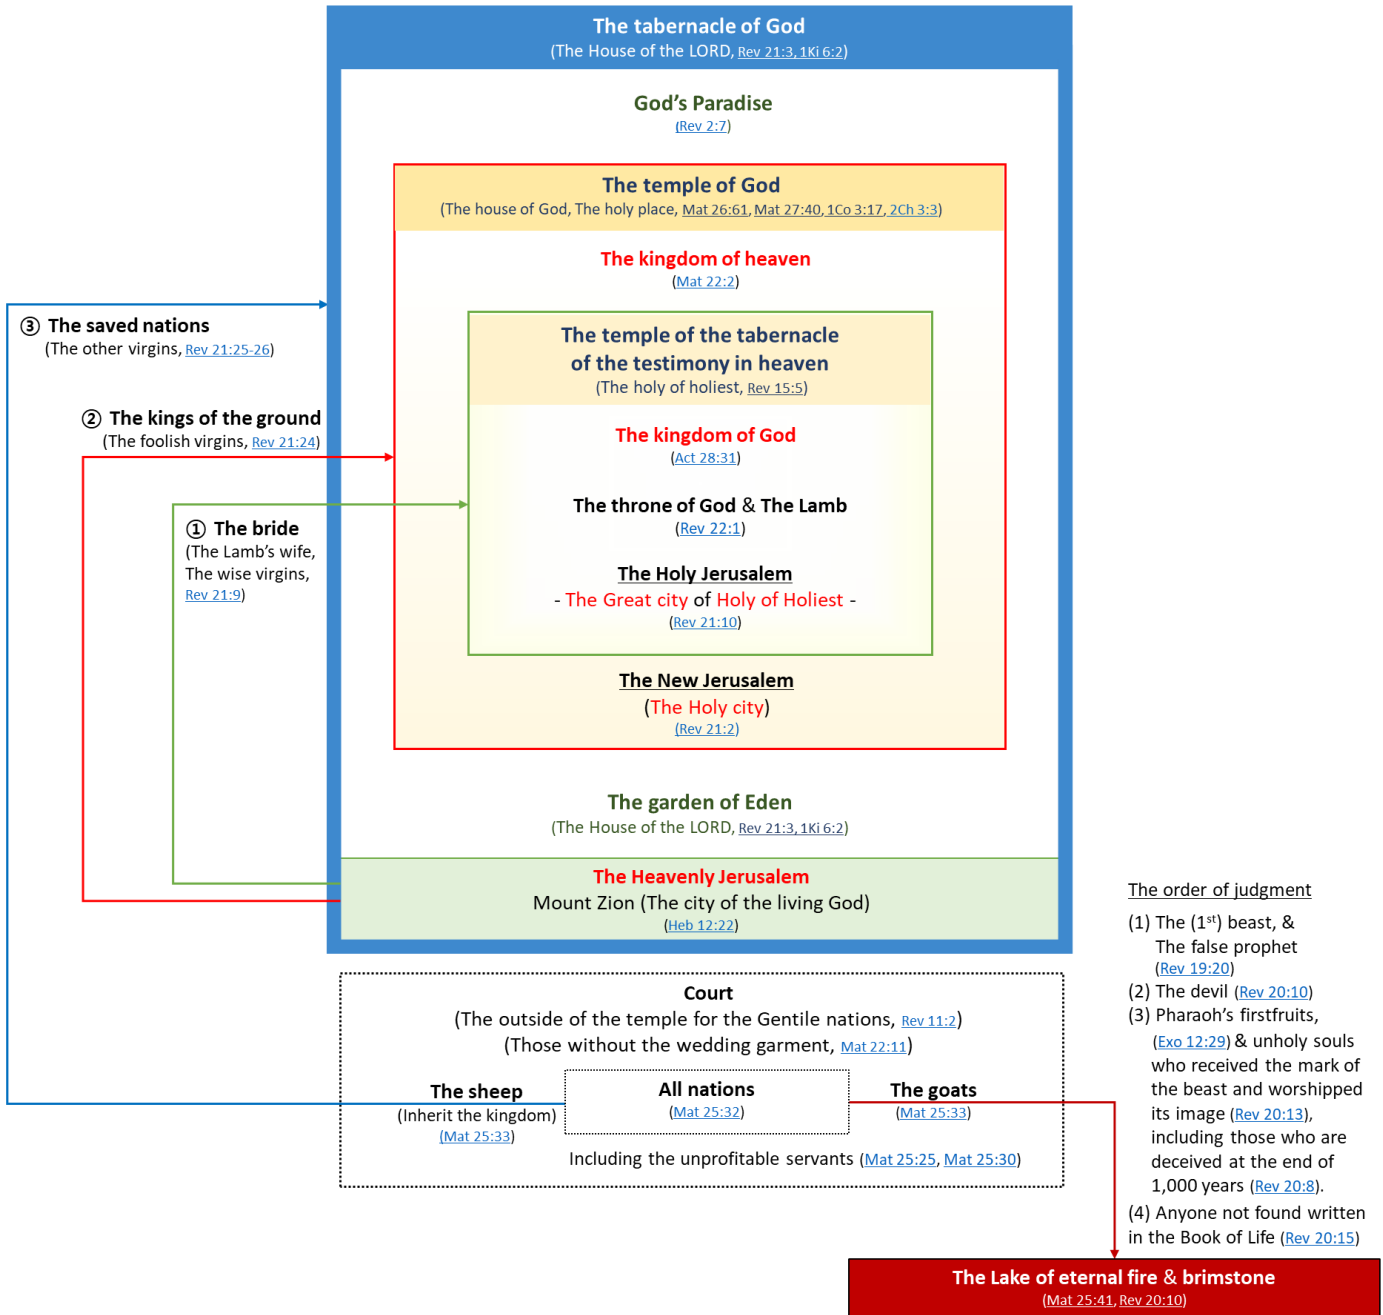 The tabernacle of God
(The House of the LORD, Rev 21:3, 1Ki 6:2)
God's Paradise
(Rev 2:7)
The temple of God
(The house of God, The holy place, Mat 26:61, Mat 27:40, 1Co 3:17, 2Ch 3:3)
The kingdom of heaven
(Mat 22:2)
The temple of the tabernacle
of the testimony in heaven
(The holy of holiest, Rev 15:5)
The kingdom of God
(Act 28:31)
The throne of God & The Lamb
(Rev 22:1)
The Holy Jerusalem
- The Great city of Holy of Holiest -
(Rev 21:10)
The New Jerusalem
(The Holy city)
(Rev 21:2)
The garden of Eden
(The House of the LORD, Rev 21:3, 1Ki 6:2)
The Heavenly Jerusalem
Mount Zion (The city of the living God)
(Heb 12:22)
③ The saved nations
(The other virgins, Rev 21:25-26)
② The kings of the ground
(The foolish virgins, Rev 21:24)
① The bride
(The Lamb's wife,
The wise virgins,
Rev 21:9)
Court
(The outside of the temple for the Gentile nations, Rev 11:2)
(Those without the wedding garment, Mat 22:11)
The sheep
(Inherit the kingdom)
(Mat 25:33)
All nations
(Mat 25:32)
The goats
(Mat 25:33)
Including the unprofitable servants (Mat 25:25, Mat 25:30)
The order of judgment
(1) The (1st) beast, &
The false prophet
(Rev 19:20)
(2) The devil (Rev 20:10)
(3) Pharaoh's firstfruits,
(Exo 12:29) & unholy souls
who received the mark of
the beast and worshipped
its image (Rev 20:13),
including those who are
deceived at the end of
1,000 years (Rev 20:8).
(4) Anyone not found written
in the Book of Life (Rev 20:15)
The Lake of eternal fire & brimstone
(Mat 25:41, Rev 20:10)